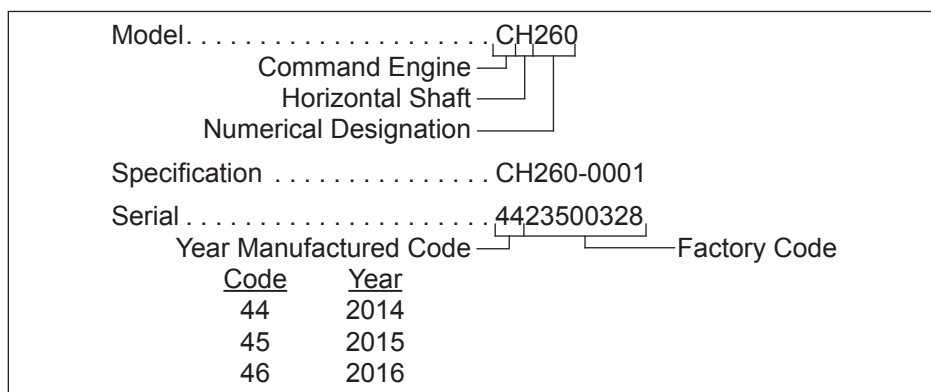 Model. . . . . . . . . . . . . . . . . . . . . CH260
Command Engine
Horizontal Shaft
Numerical Designation
Specification . . . . . . . . . . . . . . . CH260-0001
Serial . . . . . . . . . . . . . . . . . . . . . 4423500328
Year Manufactured Code Factory Code
Code Year
44 2014
45 2015
46 2016